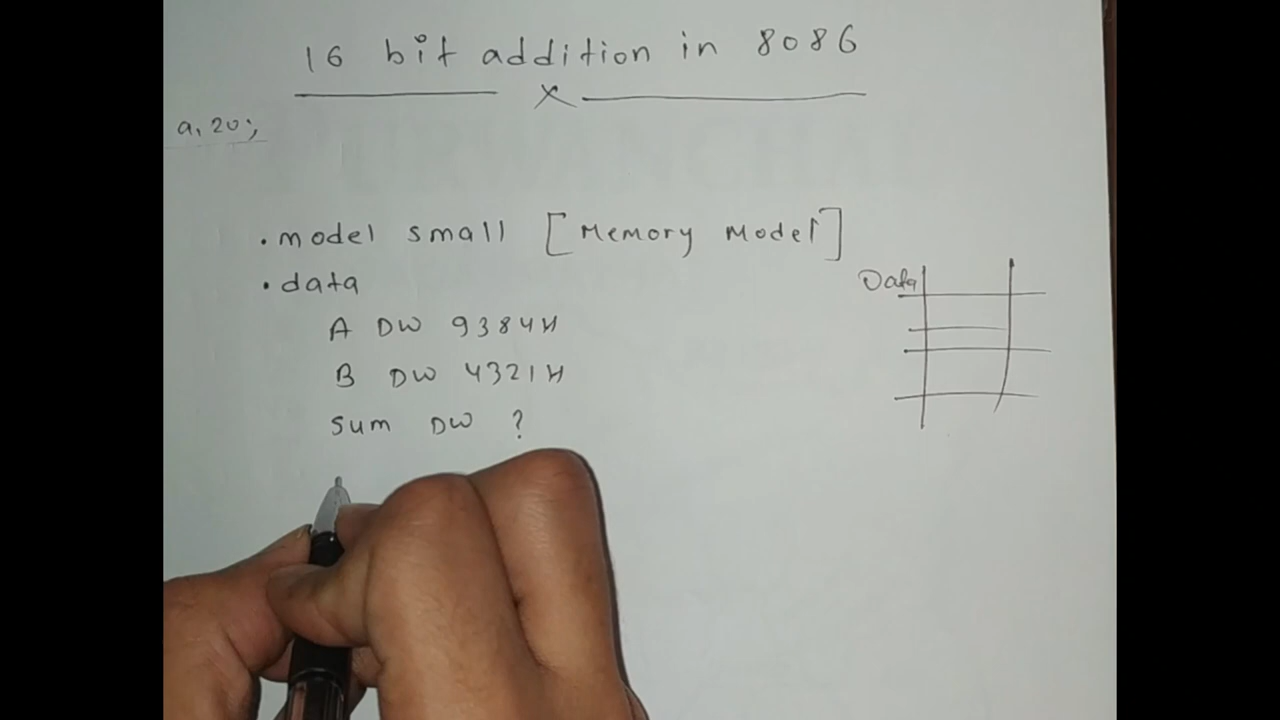 16 bit addition in 8086
a, 20;
.model small [Memory Model]
.data
Data
A DW 9384H
B DW 4321H
Sum DW ?